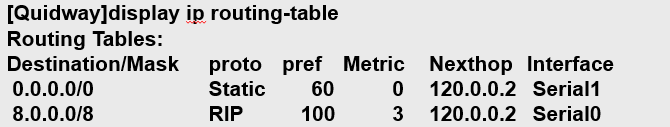 [Quidway]display ip routing-table
Routing Tables:
Destination/Mask proto pref Metric Nexthop Interface
0.0.0.0/0 Static 60 0 120.0.0.2 Serial1
8.0.0.0/8 RIP 100 3 120.0.0.2 Serial0